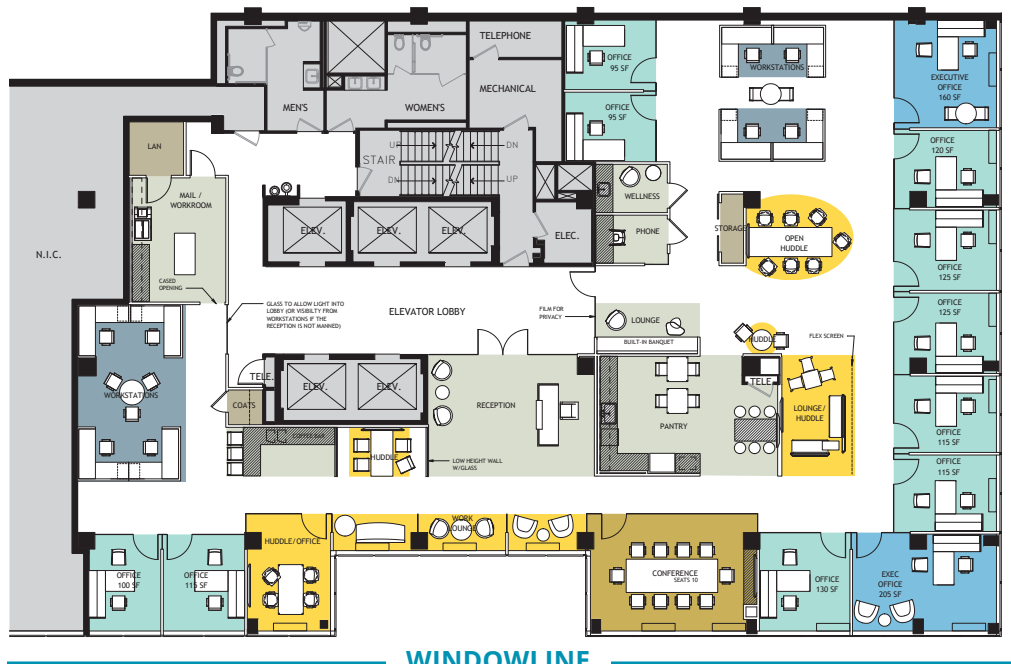 TELEPHONE
OFFICE
95 SF
WORKSTATIONS
EXECUTIVE
OFFICE
160 SF
MECHANICAL
MEN'S
WOMEN'S
OFFICE
95 SF
LAN
UP
DN
STAIR
DN
UP
OFFICE
120 SF
MAIL /
WORKROOM
WELLNESS
ELEV.
ELEV.
ELEV.
ELEC.
PHONE
STORAGE
OPEN
HUDDLE
N.I.C.
OFFICE
125 SF
CASED
OPENING
GLASS TO ALLOW LIGHT INTO
LOBBY (OR VISIBILTY FROM
WORKSTATIONS IF THE
RECEPTION IS NOT MANNED)
ELEVATOR LOBBY
FILM FOR
PRIVACY
LOUNGE
OFFICE
125 SF
BUILT-IN BANQUET
HUDDLE
FLEX SCREEN
TELE.
ELEV.
ELEV.
TELE.
WORKSTATIONS
COATS
RECEPTION
LOUNGE/
HUDDLE
PANTRY
OFFICE
115 SF
COFFEE BAR
HUDDLE
LOW HEIGHT WALL
W/GLASS
OFFICE
115 SF
WORK
LOUNGE
HUDDLE/OFFICE
OFFICE
100 SF
OFFICE
115 SF
CONFERENCE
SEATS 10
OFFICE
130 SF
EXEC
OFFICE
205 SF
WINDOWLINE